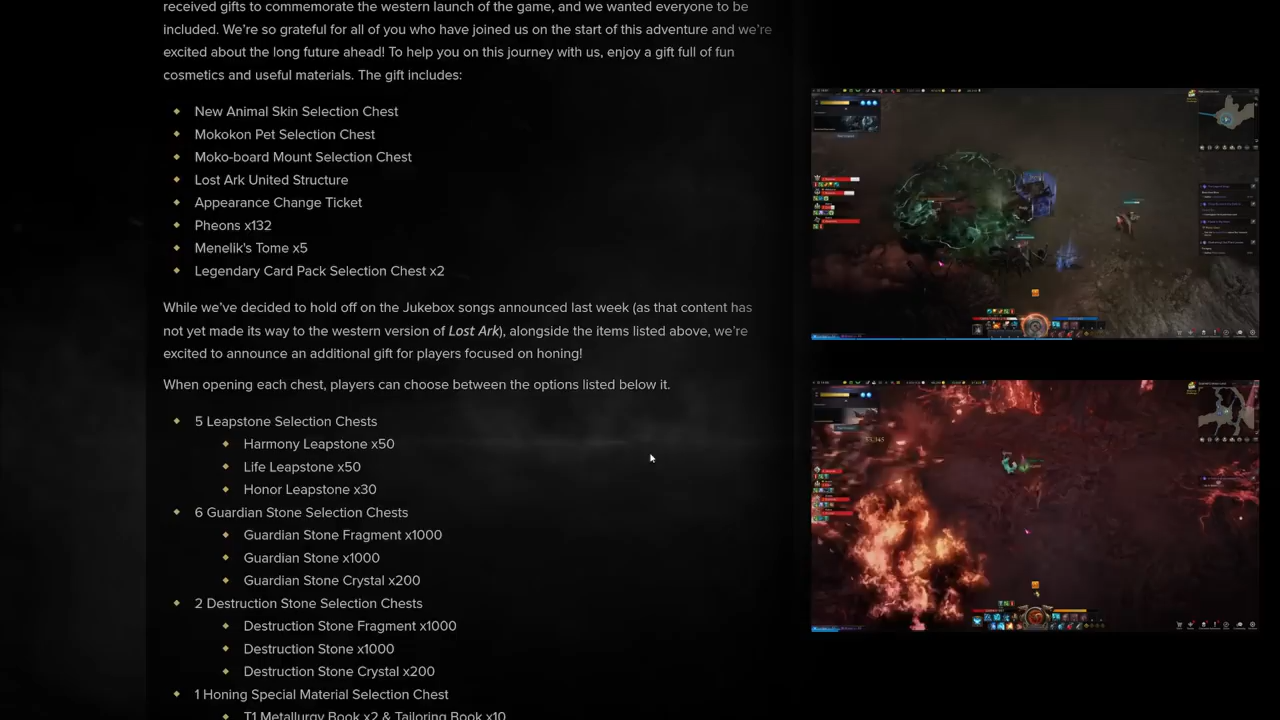 received gifts to commemorate the western launch of the game, and we wanted everyone to be
included. We’re so grateful for all of you who have joined us on the start of this adventure and we’re
excited about the long future ahead! To help you on this journey with us, enjoy a gift full of fun
cosmetics and useful materials. The gift includes:
New Animal Skin Selection Chest
Mokokon Pet Selection Chest
Moko-board Mount Selection Chest
Lost Ark United Structure
Appearance Change Ticket
Pheons x132
Menelik’s Tome x5
Legendary Card Pack Selection Chest x2
While we’ve decided to hold off on the Jukebox songs announced last week (as that content has
not yet made its way to the western version of Lost Ark), alongside the items listed above, we’re
excited to announce an additional gift for players focused on honing!
When opening each chest, players can choose between the options listed below it.
5 Leapstone Selection Chests
Harmony Leapstone x50
Life Leapstone x50
Honor Leapstone x30
6 Guardian Stone Selection Chests
Guardian Stone Fragment x1000
Guardian Stone x1000
Guardian Stone Crystal x200
2 Destruction Stone Selection Chests
Destruction Stone Fragment x1000
Destruction Stone x1000
Destruction Stone Crystal x200
1 Honing Special Material Selection Chest
T1 Metallurgy Book x2 & Tailoring Book x10